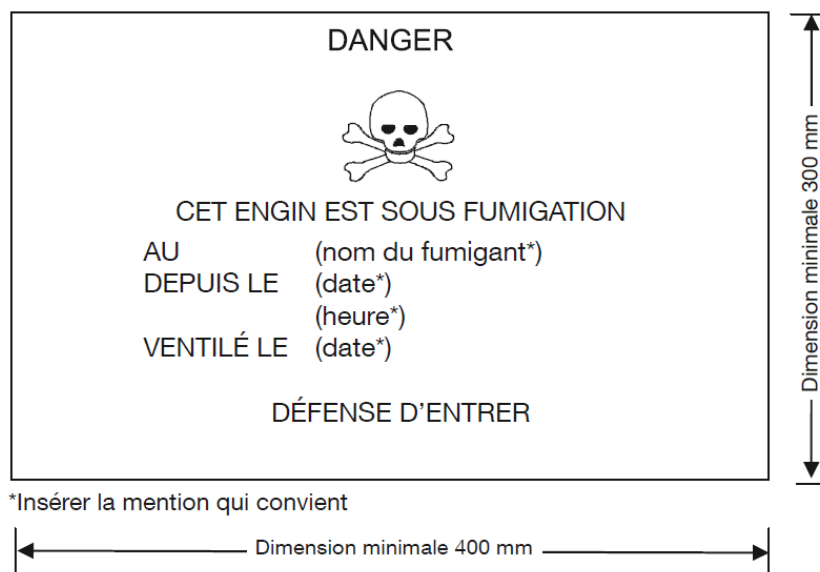 DANGER
CET ENGIN EST SOUS FUMIGATION
AU (nom du fumigant*)
DEPUIS LE (date*)
(heure*)
VENTILÉ LE (date*)
DÉFENSE D'ENTRER
Dimension minimale 300 mm
*Insérer la mention qui convient
Dimension minimale 400 mm